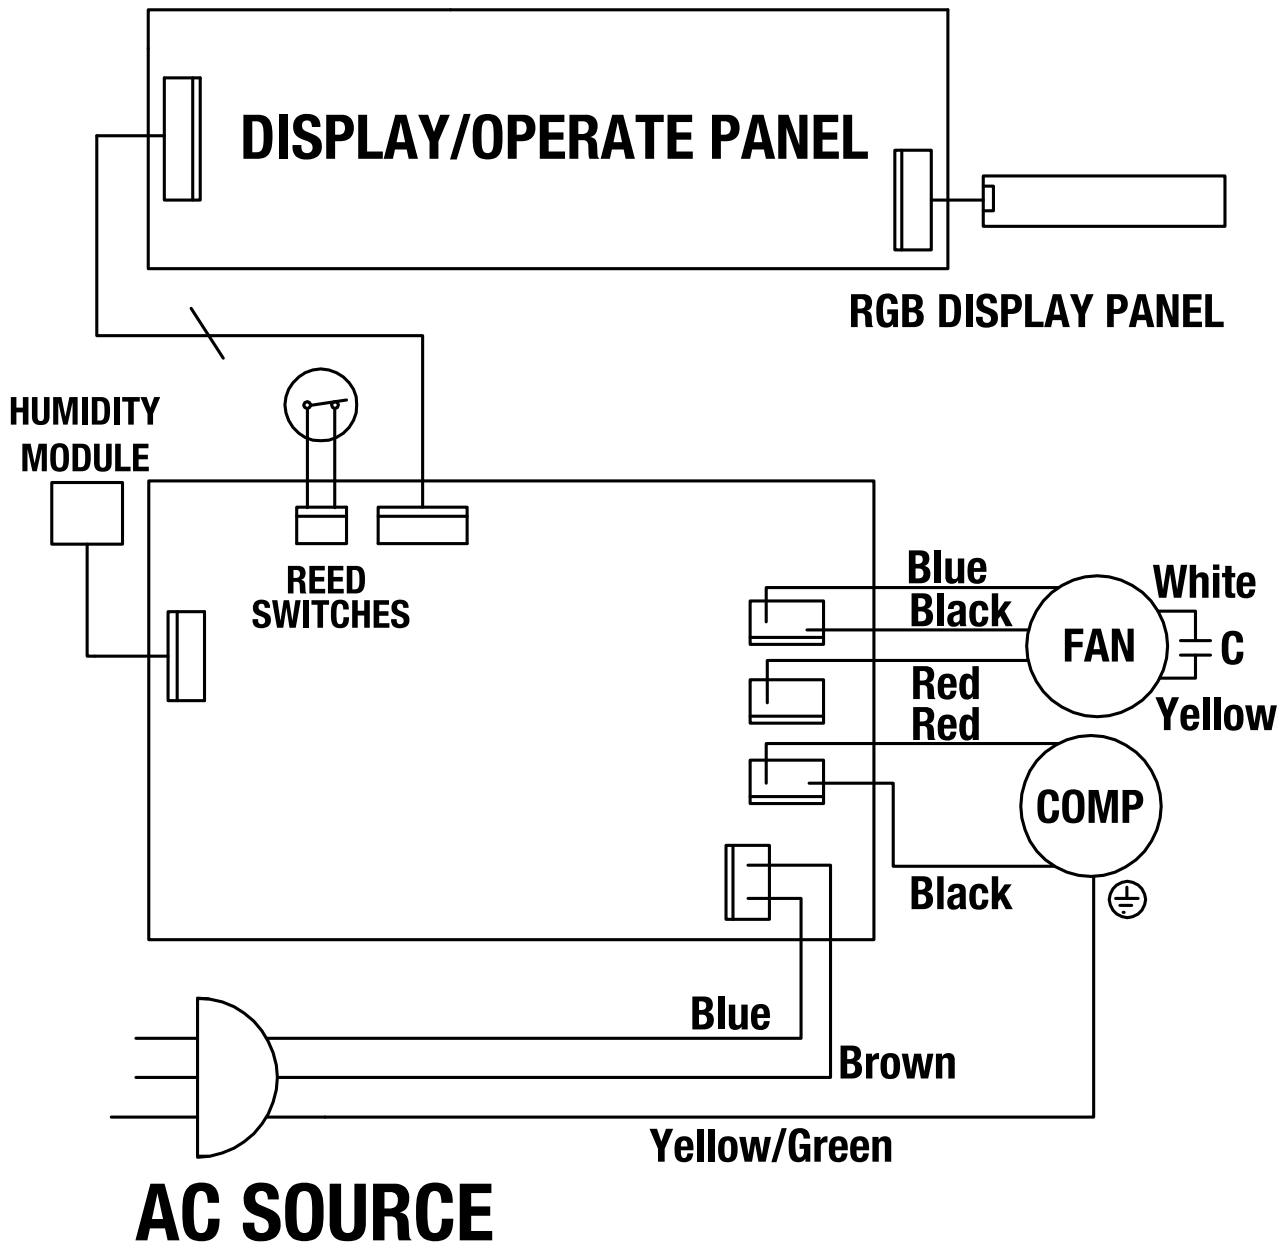 DISPLAY/OPERATE PANEL
RGB DISPLAY PANEL
HUMIDITY
MODULE
REED
SWITCHES
Blue
Black
Red
Red
Black
FAN
White
C
Yellow
COMP
Blue
Brown
Yellow/Green
AC SOURCE